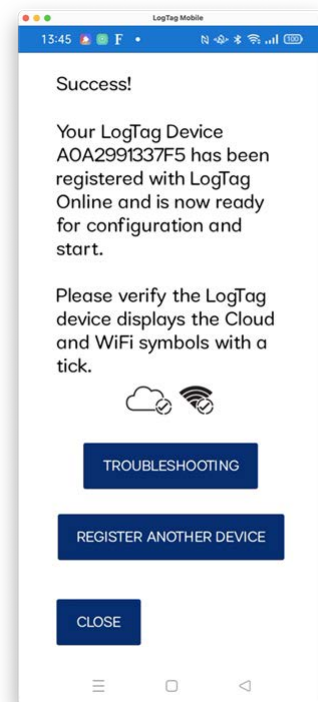 LogTag Mobile
13:45 F • 100
Success!
Your LogTag Device
A0A2991337F5 has been
registered with LogTag
Online and is now ready
for configuration and
start.
Please verify the LogTag
device displays the Cloud
and WiFi symbols with a
tick.
TROUBLESHOOTING
REGISTER ANOTHER DEVICE
CLOSE